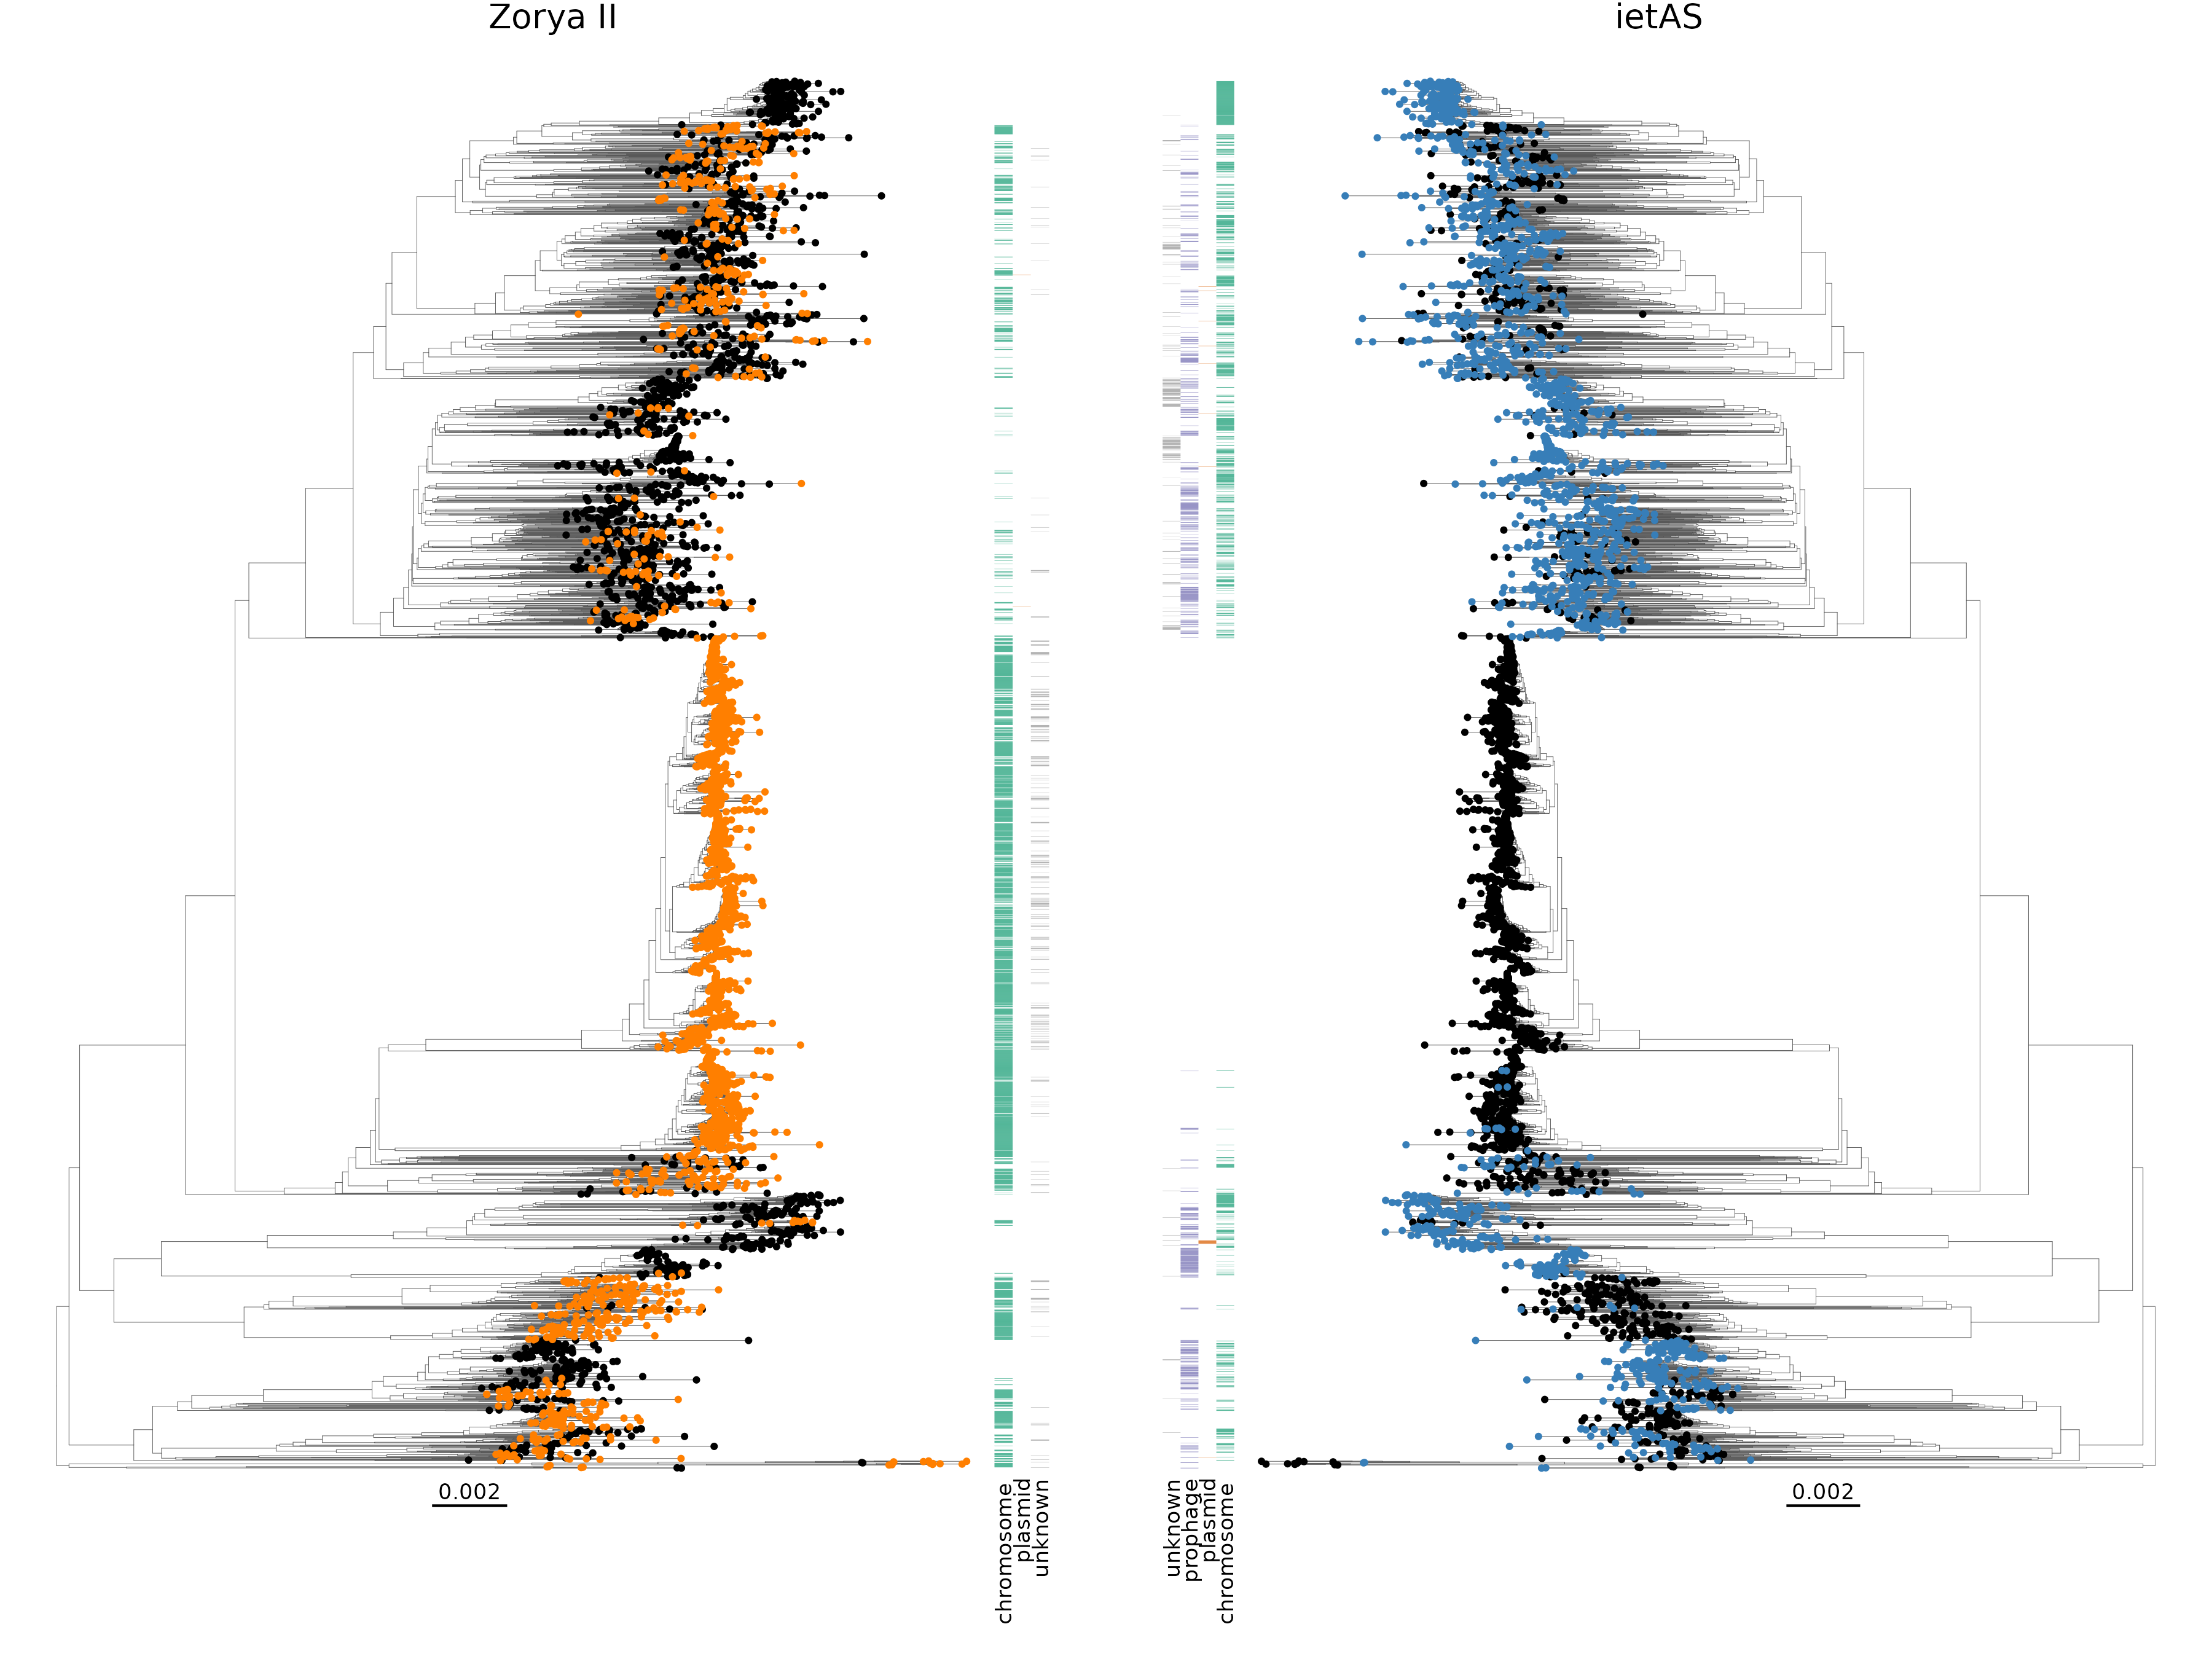 Zorya II
ietAS
0.002
0.002
chromosome
plasmid
unknown
unknown
prophage
plasmid
chromosome